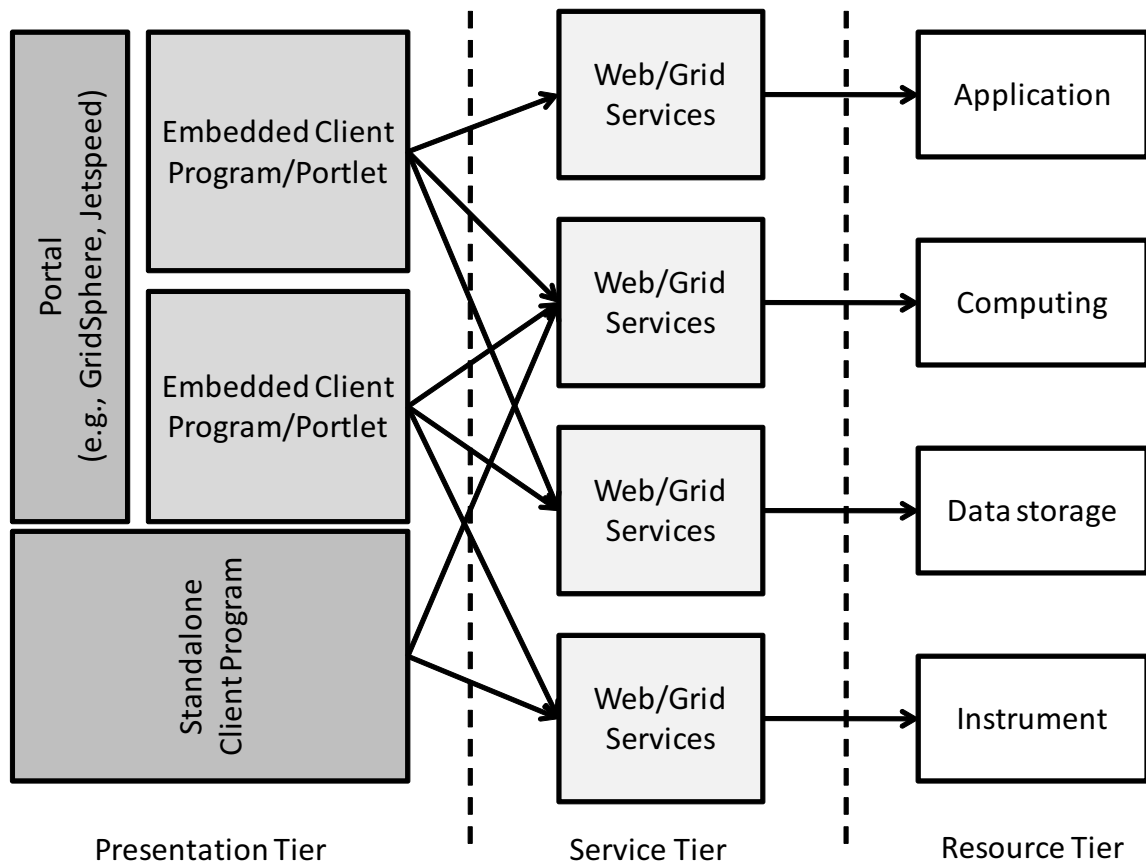 Portal
(e.g., GridSphere, Jetspeed)
Embedded Client
Program/Portlet
Embedded Client
Program/Portlet
Standalone
Client Program
Web/Grid
Services
Web/Grid
Services
Web/Grid
Services
Web/Grid
Services
Application
Computing
Data storage
Instrument
Presentation Tier
Service Tier
Resource Tier